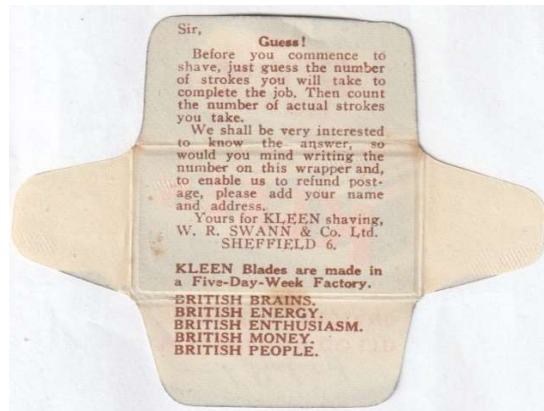 Sir,
Guess!
Before you commence to
shave, just guess the number
of strokes you will take to
complete the job. Then count
the number of actual strokes
you take.
We shall be very interested
to know the answer, so
would you mind writing the
number on this wrapper and,
to enable us to refund post-
age, please add your name
and address.
Yours for KLEEN shaving,
W. R. SWANN & Co. Ltd.
SHEFFIELD 6.
KLEEN Blades are made in
a Five-Day-Week Factory.
BRITISH BRAINS.
BRITISH ENERGY.
BRITISH ENTHUSIASM.
BRITISH MONEY.
BRITISH PEOPLE.